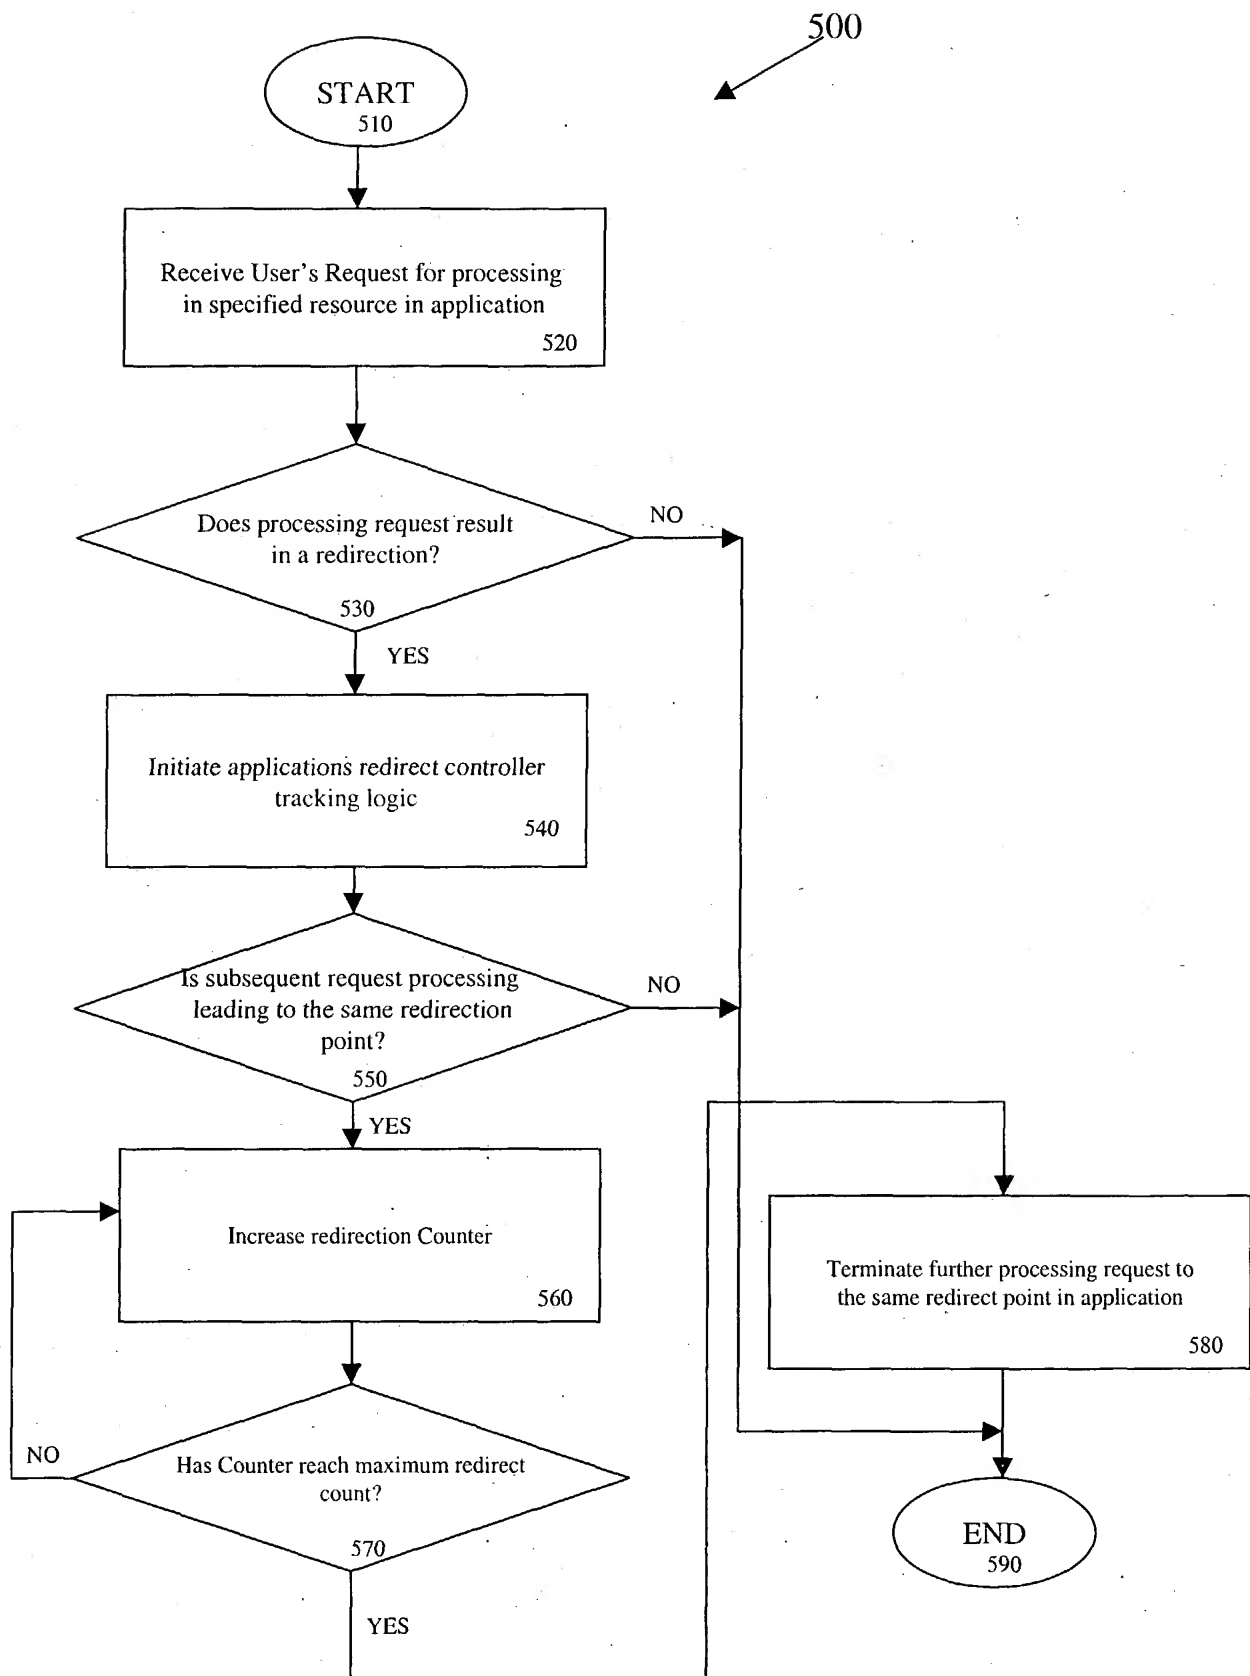 500
START
510
Receive User's Request for processing
in specified resource in application
520
Does processing request result
in a redirection?
530
NO
YES
Initiate applications redirect controller
tracking logic
540
Is subsequent request processing
leading to the same redirection
point?
550
NO
YES
Increase redirection Counter
560
Terminate further processing request to
the same redirect point in application
580
Has Counter reach maximum redirect
count?
570
NO
YES
END
590